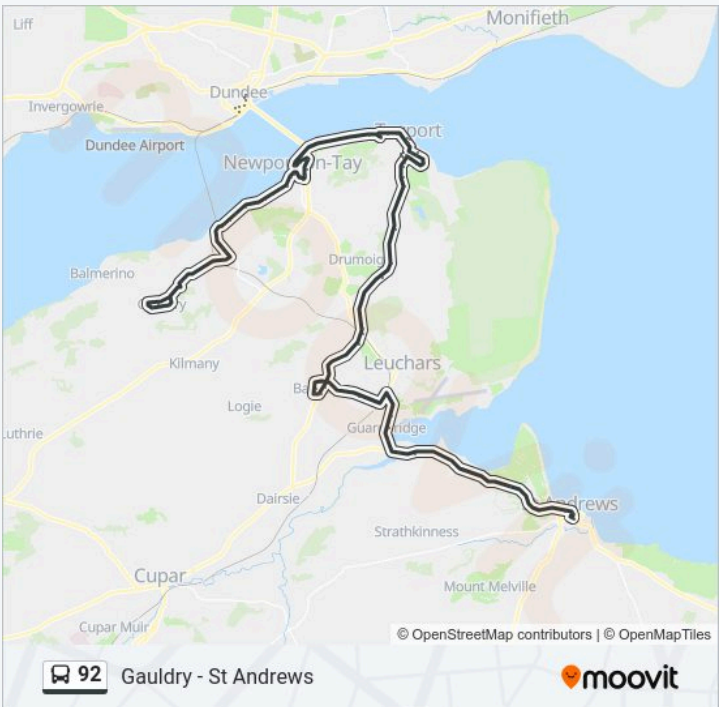 Liff
Monifieth
Dundee
Invergowrie
Dundee Airport
Newport-On-Tay
Balmerino
Drumoig
Kilmany
Leuchars
Logie
Luthrie
Guardbridge
Dairsie
Andrews
Strathkinness
Cupar
Mount Melville
Cupar Muir
© OpenStreetMap contributors | © OpenMapTiles
92 Gauldry - St Andrews moovit